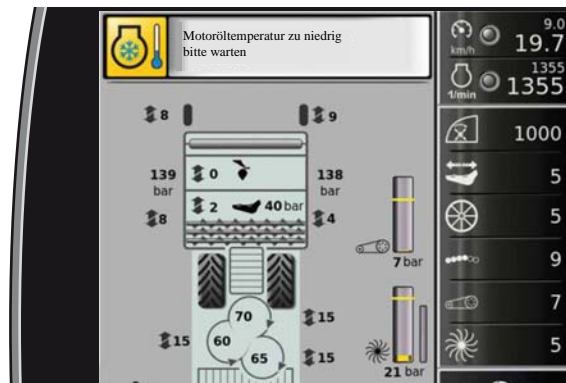 Motoröltemperatur zu niedrig
bitte warten
9.0
km/h 19.7
1355
1/min 1355
8 9
1000
139 0 138
bar bar
5
8 2 40 bar 4
5
7 bar
9
70 15
7
15 60
65 15
5
21 bar